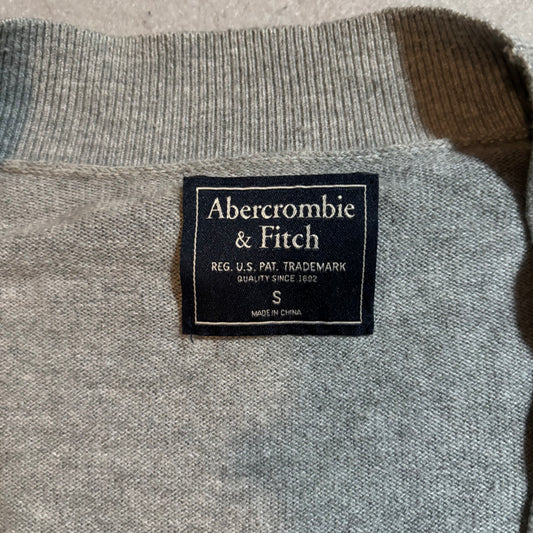 Abercrombie
& Fitch
REG. U.S. PAT. TRADEMARK
QUALITY SINCE 1892
S
MADE IN CHINA